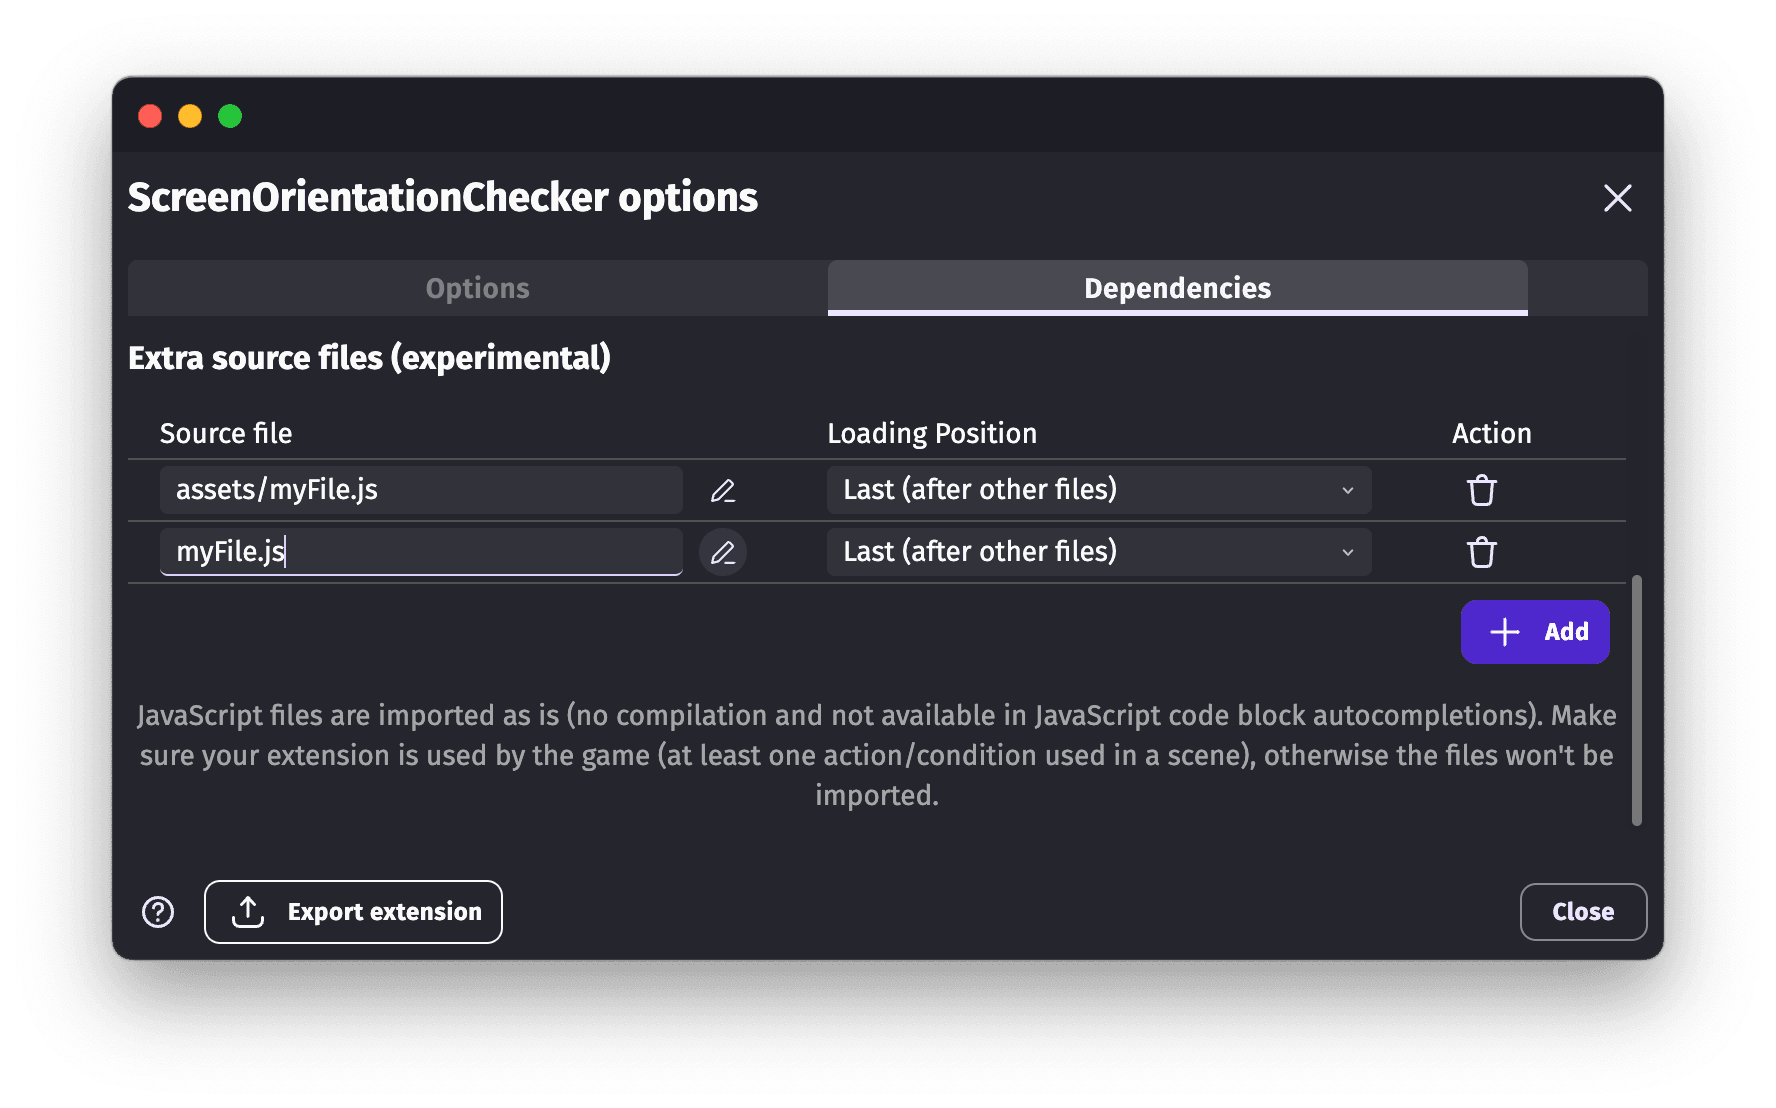 ScreenOrientationChecker options
Options
Dependencies
Extra source files (experimental)
Source file
Loading Position
Action
assets/myFile.js
Last (after other files)
myFile.js
Last (after other files)
Add
JavaScript files are imported as is (no compilation and not available in JavaScript code block autocompletions). Make
sure your extension is used by the game (at least one action/condition used in a scene), otherwise the files won't be
imported.
Export extension
Close